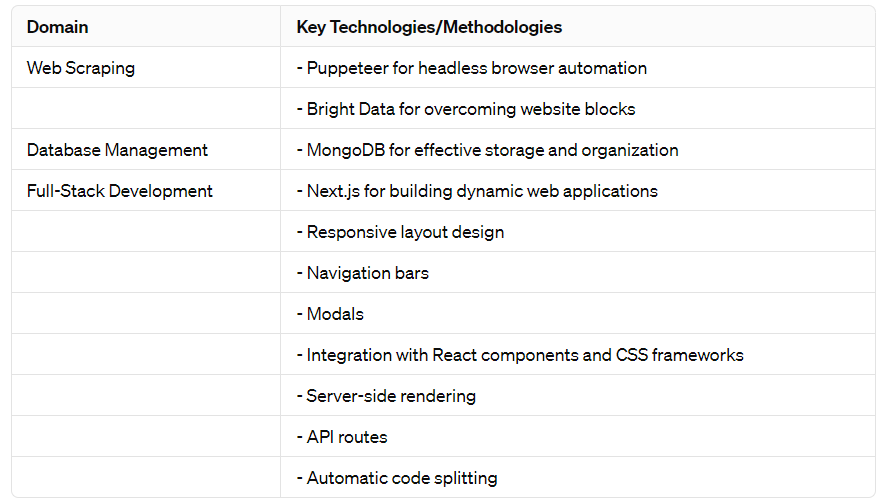 Domain Key Technologies/Methodologies
Web Scraping - Puppeteer for headless browser automation
- Bright Data for overcoming website blocks
Database Management - MongoDB for effective storage and organization
Full-Stack Development - Next.js for building dynamic web applications
- Responsive layout design
- Navigation bars
- Modals
- Integration with React components and CSS frameworks
- Server-side rendering
- API routes
- Automatic code splitting